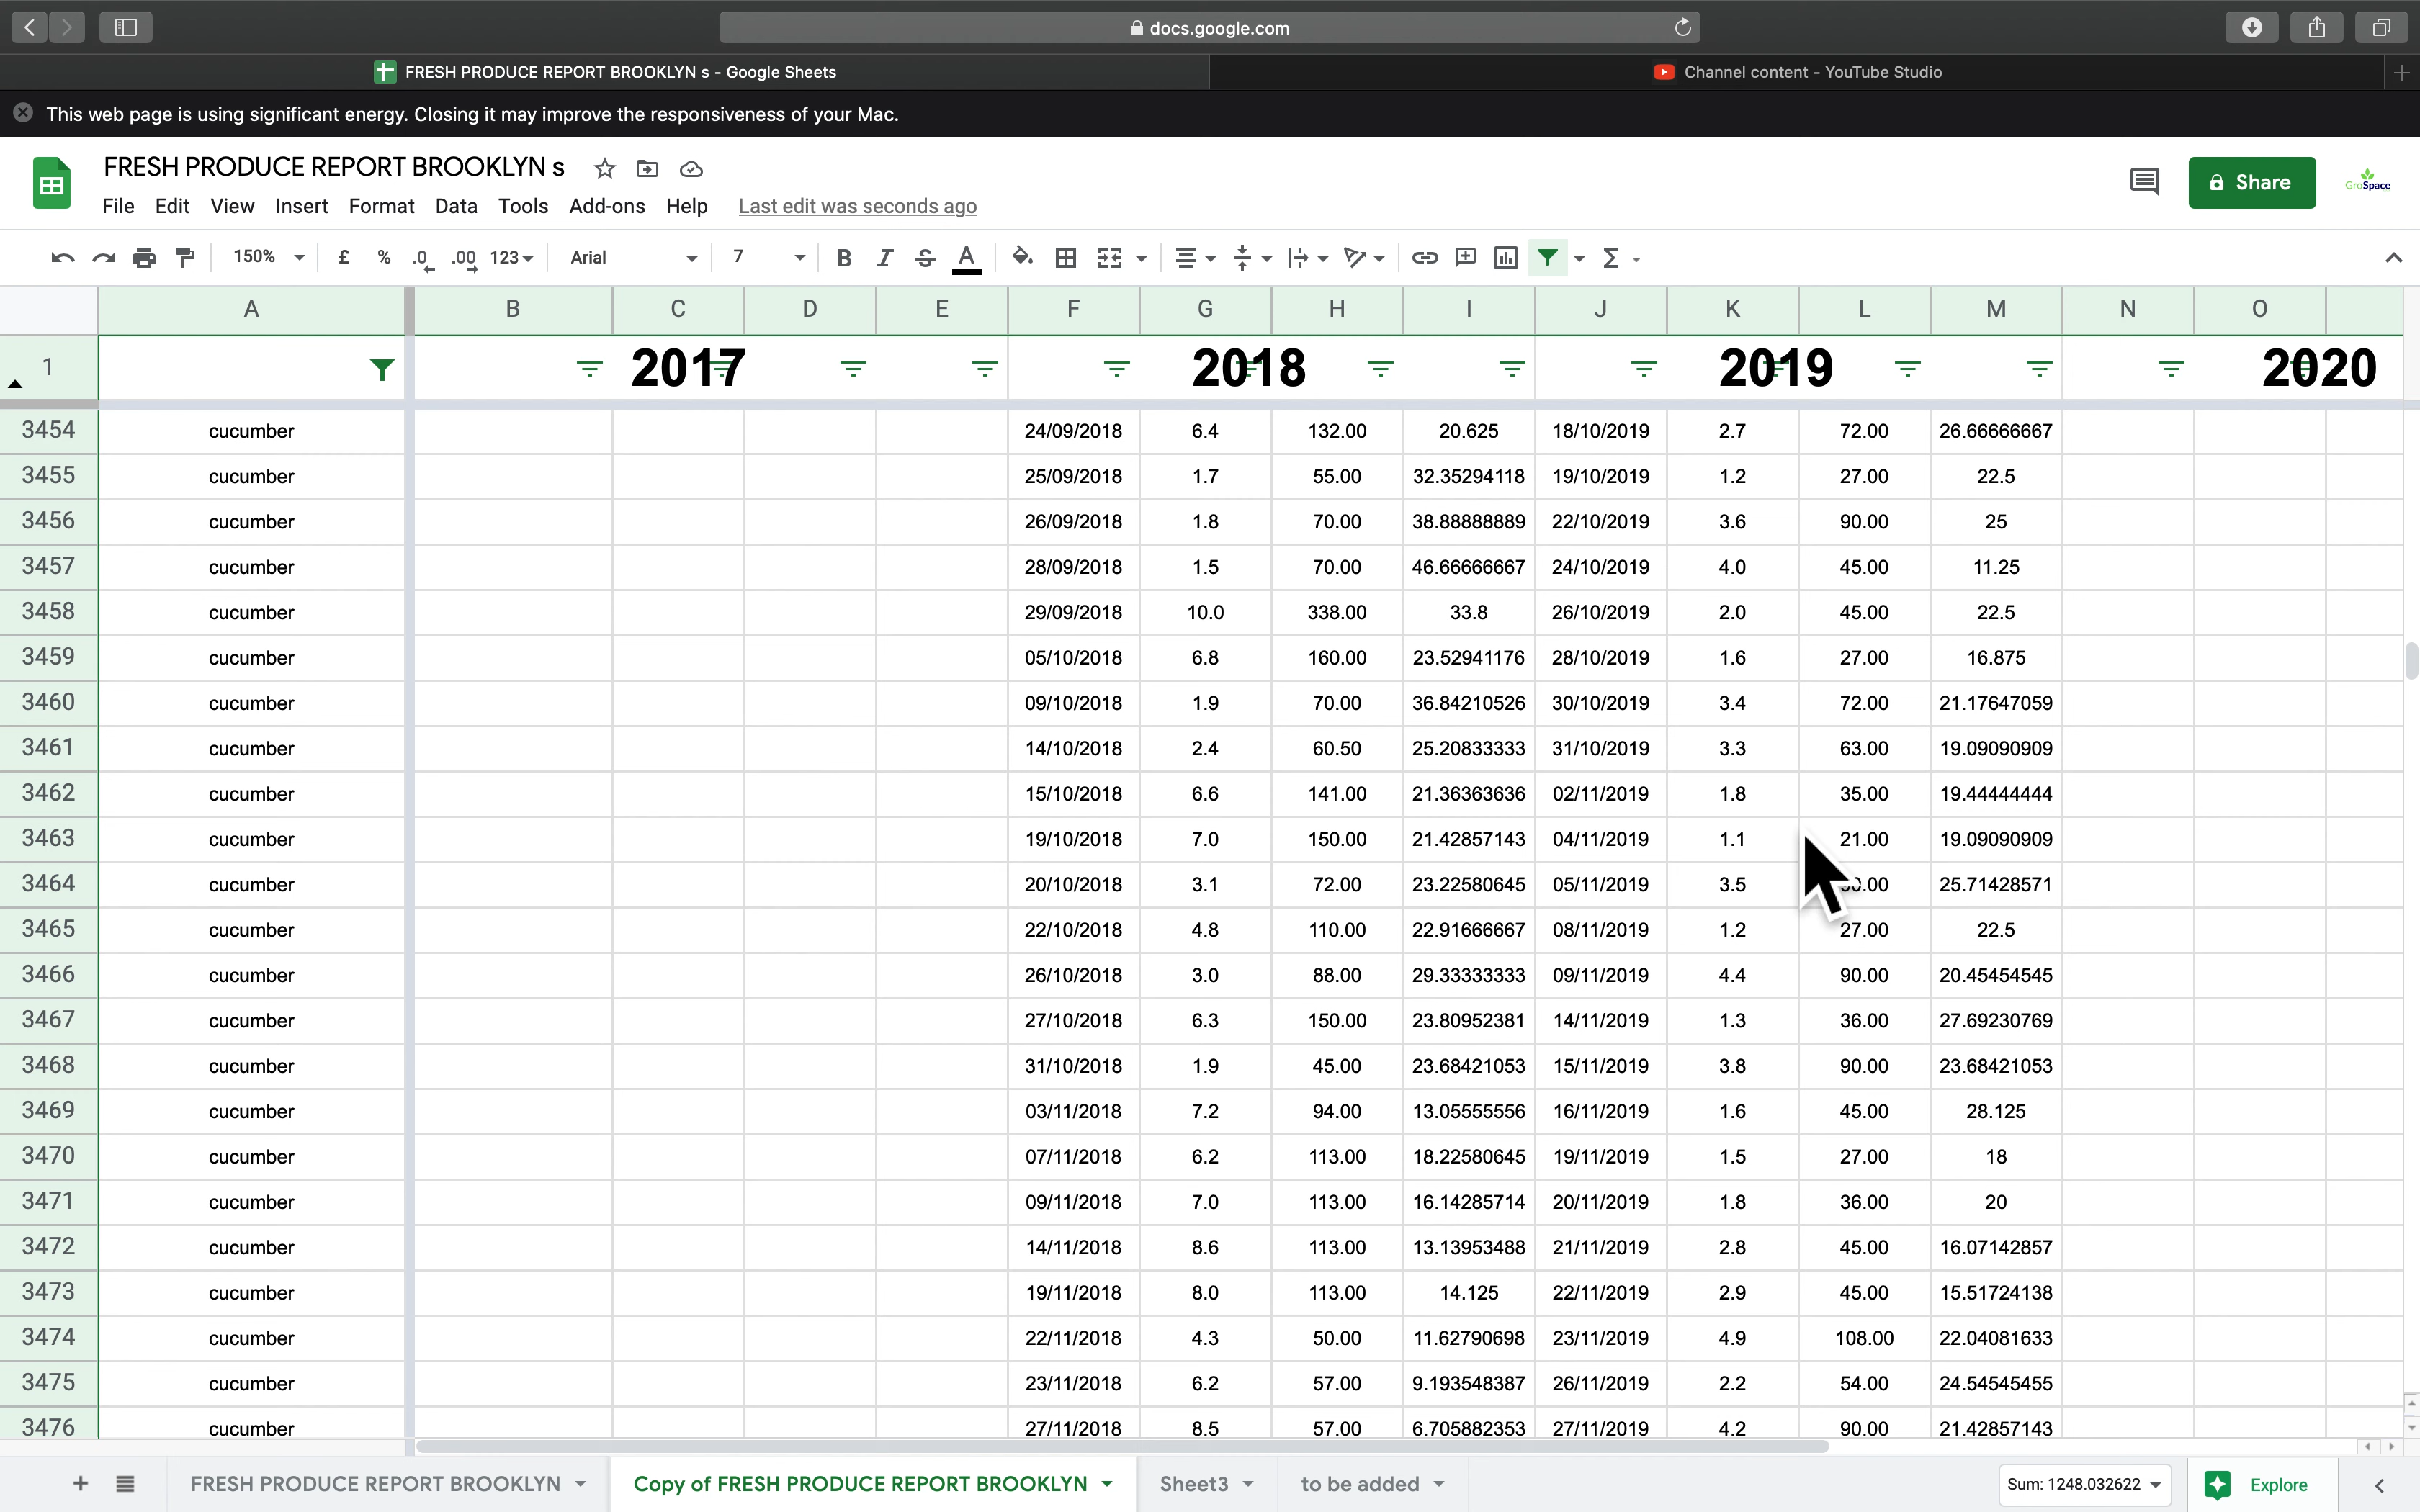 docs.google.com
FRESH PRODUCE REPORT BROOKLYN s - Google Sheets
Channel content - YouTube Studio
This web page is using significant energy. Closing it may improve the responsiveness of your Mac.
FRESH PRODUCE REPORT BROOKLYN s
Share
GroSpace
File Edit View Insert Format Data Tools Add-ons Help Last edit was seconds ago
150% £ % .0 .00 123 Arial 7 B I S A Σ
A B C D E F G H I J K L M N O
1 2017 2018 2019 2020
3454 cucumber 24/09/2018 6.4 132.00 20.625 18/10/2019 2.7 72.00 26.66666667
3455 cucumber 25/09/2018 1.7 55.00 32.35294118 19/10/2019 1.2 27.00 22.5
3456 cucumber 26/09/2018 1.8 70.00 38.88888889 22/10/2019 3.6 90.00 25
3457 cucumber 28/09/2018 1.5 70.00 46.66666667 24/10/2019 4.0 45.00 11.25
3458 cucumber 29/09/2018 10.0 338.00 33.8 26/10/2019 2.0 45.00 22.5
3459 cucumber 05/10/2018 6.8 160.00 23.52941176 28/10/2019 1.6 27.00 16.875
3460 cucumber 09/10/2018 1.9 70.00 36.84210526 30/10/2019 3.4 72.00 21.17647059
3461 cucumber 14/10/2018 2.4 60.50 25.20833333 31/10/2019 3.3 63.00 19.09090909
3462 cucumber 15/10/2018 6.6 141.00 21.36363636 02/11/2019 1.8 35.00 19.44444444
3463 cucumber 19/10/2018 7.0 150.00 21.42857143 04/11/2019 1.1 21.00 19.09090909
3464 cucumber 20/10/2018 3.1 72.00 23.22580645 05/11/2019 3.5 25.71428571
3465 cucumber 22/10/2018 4.8 110.00 22.91666667 08/11/2019 1.2 27.00 22.5
3466 cucumber 26/10/2018 3.0 88.00 29.33333333 09/11/2019 4.4 90.00 20.45454545
3467 cucumber 27/10/2018 6.3 150.00 23.80952381 14/11/2019 1.3 36.00 27.69230769
3468 cucumber 31/10/2018 1.9 45.00 23.68421053 15/11/2019 3.8 90.00 23.68421053
3469 cucumber 03/11/2018 7.2 94.00 13.05555556 16/11/2019 1.6 45.00 28.125
3470 cucumber 07/11/2018 6.2 113.00 18.22580645 19/11/2019 1.5 27.00 18
3471 cucumber 09/11/2018 7.0 113.00 16.14285714 20/11/2019 1.8 36.00 20
3472 cucumber 14/11/2018 8.6 113.00 13.13953488 21/11/2019 2.8 45.00 16.07142857
3473 cucumber 19/11/2018 8.0 113.00 14.125 22/11/2019 2.9 45.00 15.51724138
3474 cucumber 22/11/2018 4.3 50.00 11.62790698 23/11/2019 4.9 108.00 22.04081633
3475 cucumber 23/11/2018 6.2 57.00 9.193548387 26/11/2019 2.2 54.00 24.54545455
3476 cucumber 27/11/2018 8.5 57.00 6.705882353 27/11/2019 4.2 90.00 21.42857143
FRESH PRODUCE REPORT BROOKLYN Copy of FRESH PRODUCE REPORT BROOKLYN Sheet3 to be added Sum: 1248.032622 Explore